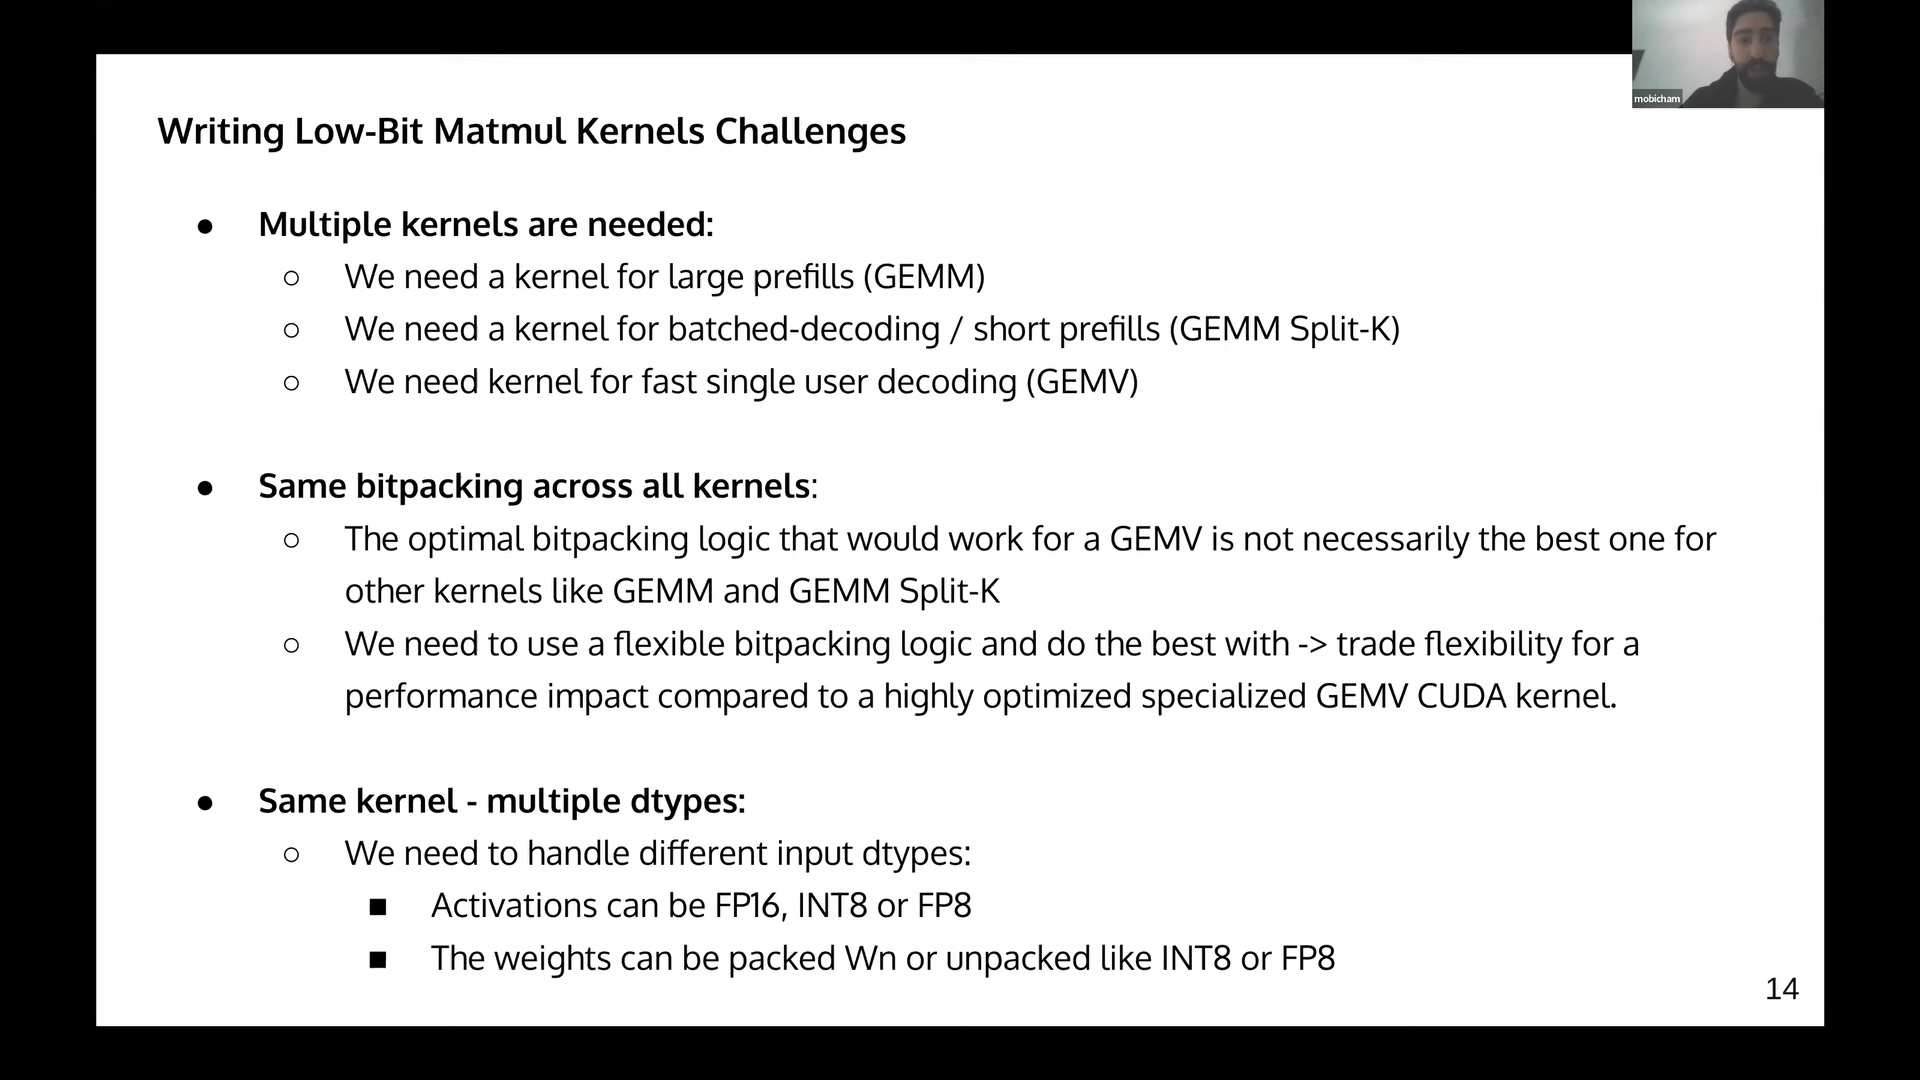 mobicham
Writing Low-Bit Matmul Kernels Challenges
● Multiple kernels are needed:
○ We need a kernel for large prefills (GEMM)
○ We need a kernel for batched-decoding / short prefills (GEMM Split-K)
○ We need kernel for fast single user decoding (GEMV)
● Same bitpacking across all kernels:
○ The optimal bitpacking logic that would work for a GEMV is not necessarily the best one for
other kernels like GEMM and GEMM Split-K
○ We need to use a flexible bitpacking logic and do the best with -> trade flexibility for a
performance impact compared to a highly optimized specialized GEMV CUDA kernel.
● Same kernel - multiple dtypes:
○ We need to handle different input dtypes:
■ Activations can be FP16, INT8 or FP8
■ The weights can be packed Wn or unpacked like INT8 or FP8
14